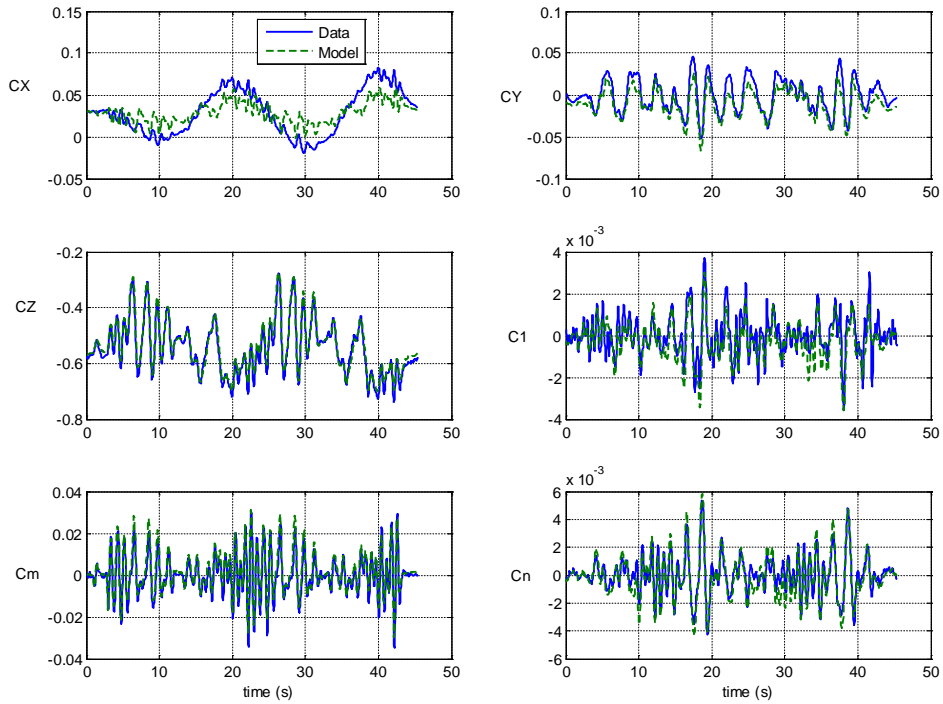 0.15
0.1
0.05
0
-0.05
CX
Data
Model
0 10 20 30 40 50
0.1
0.05
0
-0.05
-0.1
CY
0 10 20 30 40 50
-0.2
-0.4
-0.6
-0.8
CZ
0 10 20 30 40 50
x 10-3
4
2
0
-2
-4
C1
0 10 20 30 40 50
0.04
0.02
0
-0.02
-0.04
Cm
0 10 20 30 40 50
time (s)
x 10-3
6
4
2
0
-2
-4
-6
Cn
0 10 20 30 40 50
time (s)